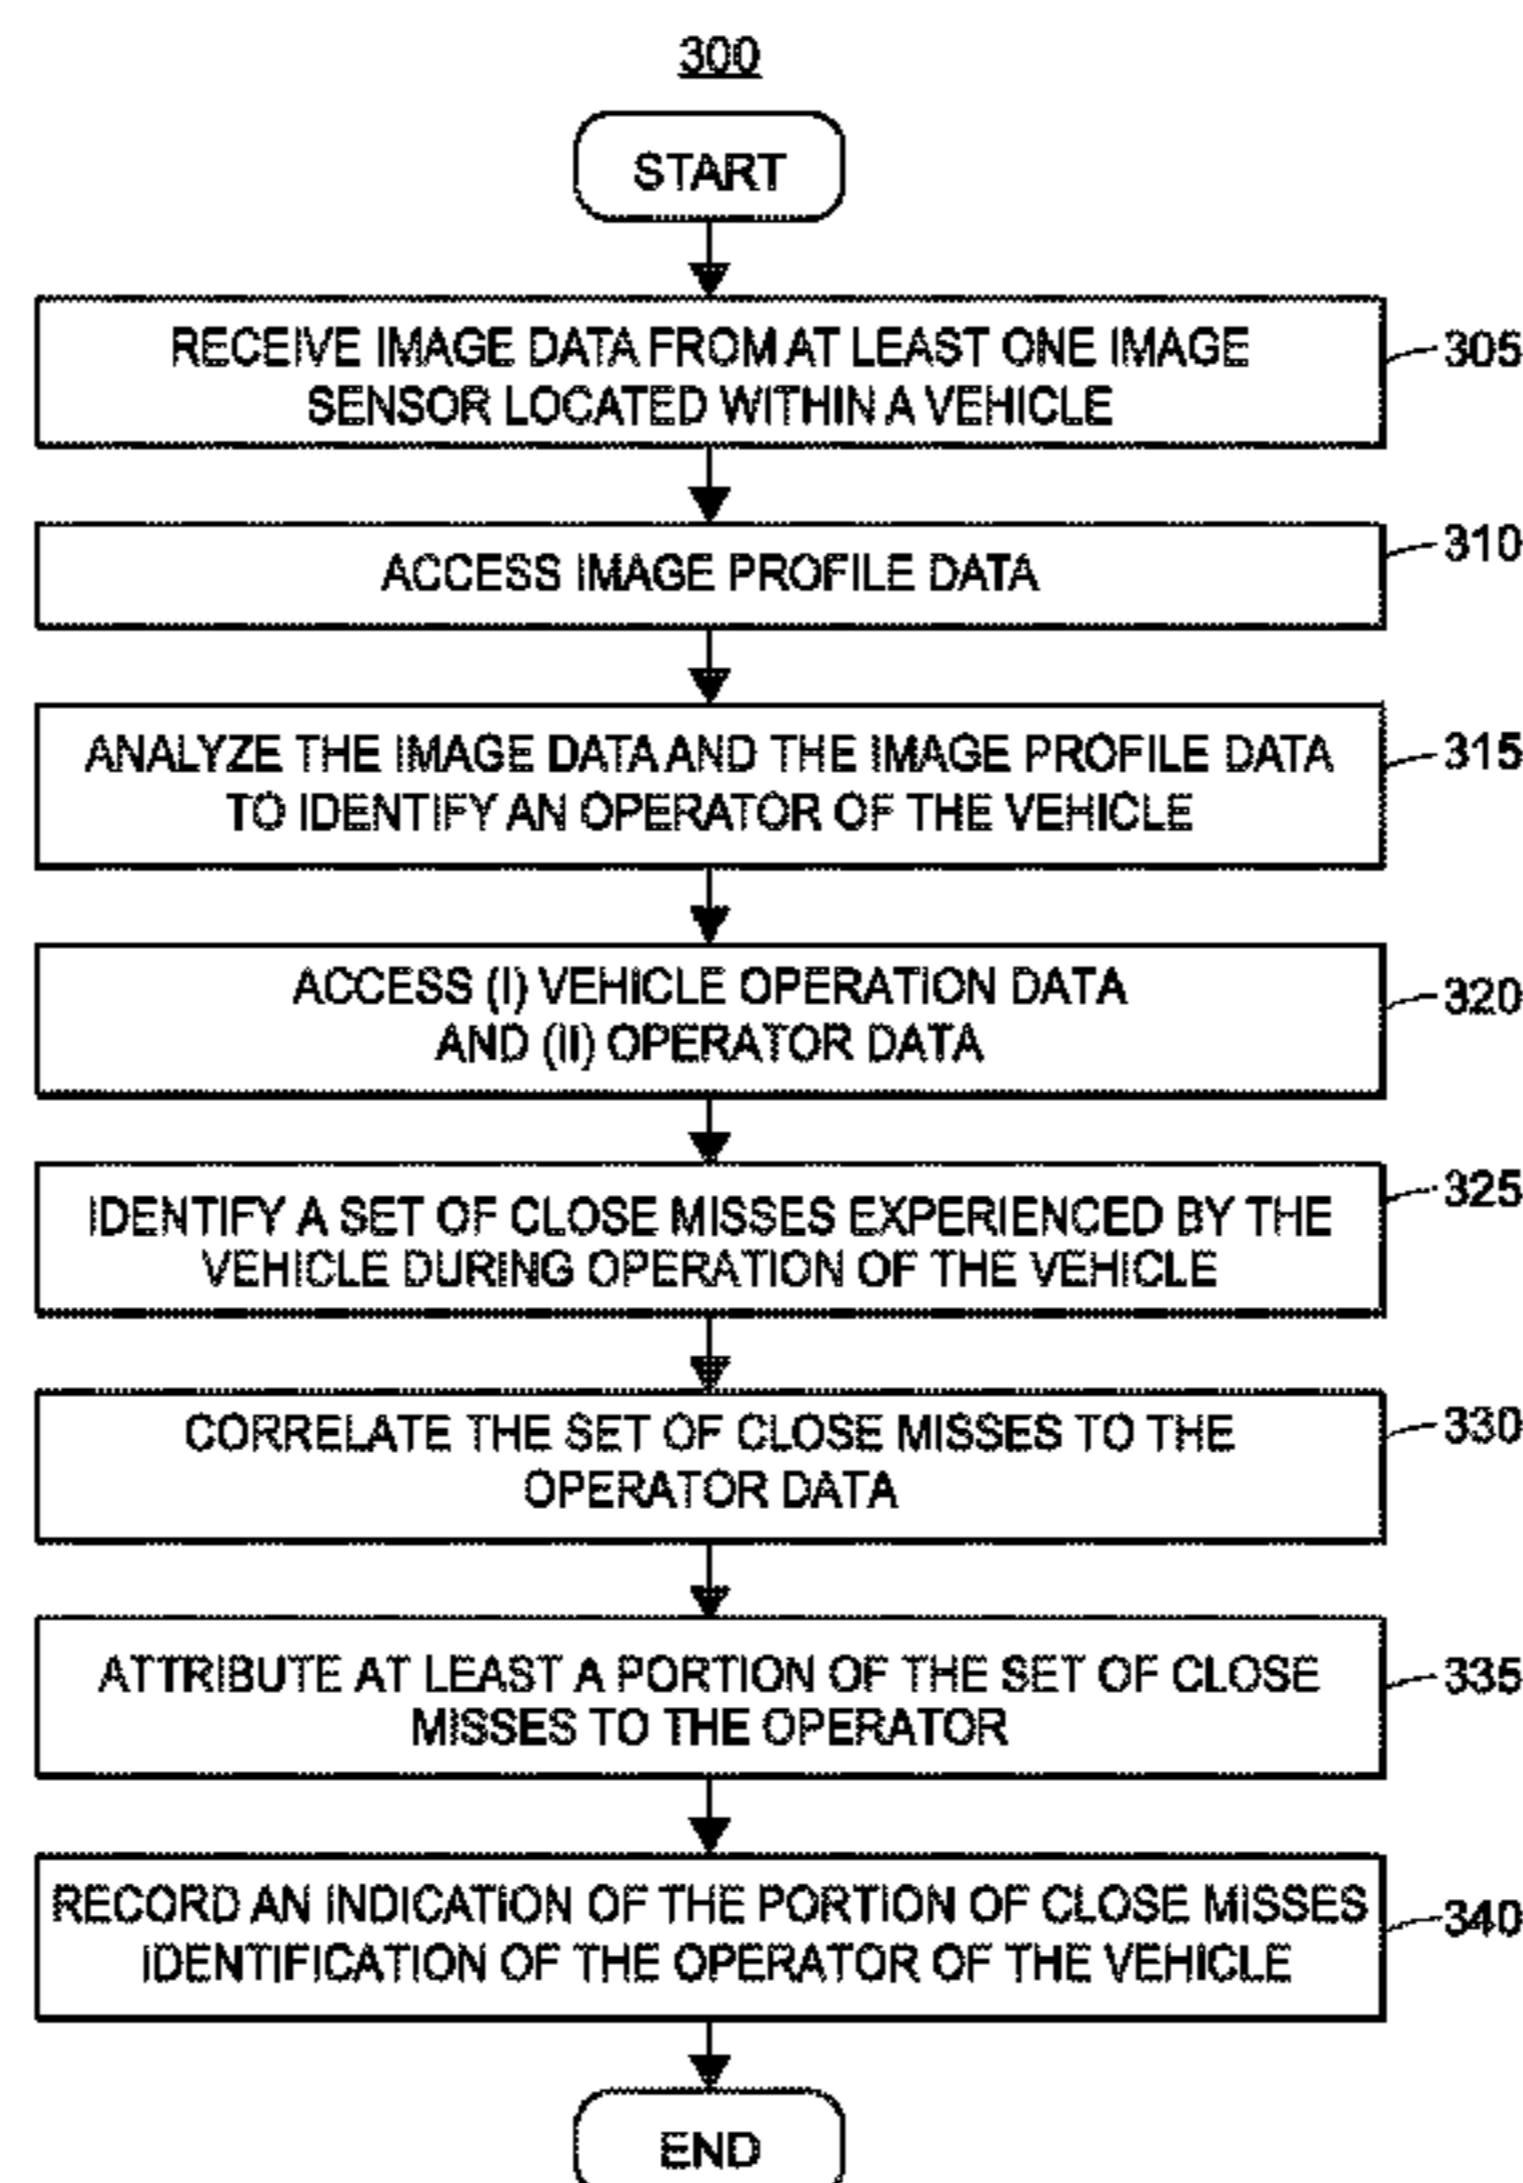 300
START
RECEIVE IMAGE DATA FROM AT LEAST ONE IMAGE
SENSOR LOCATED WITHIN A VEHICLE
305
ACCESS IMAGE PROFILE DATA
310
ANALYZE THE IMAGE DATA AND THE IMAGE PROFILE DATA
TO IDENTIFY AN OPERATOR OF THE VEHICLE
315
ACCESS (I) VEHICLE OPERATION DATA
AND (II) OPERATOR DATA
320
IDENTIFY A SET OF CLOSE MISSES EXPERIENCED BY THE
VEHICLE DURING OPERATION OF THE VEHICLE
325
CORRELATE THE SET OF CLOSE MISSES TO THE
OPERATOR DATA
330
ATTRIBUTE AT LEAST A PORTION OF THE SET OF CLOSE
MISSES TO THE OPERATOR
335
RECORD AN INDICATION OF THE PORTION OF CLOSE MISSES
IDENTIFICATION OF THE OPERATOR OF THE VEHICLE
340
END